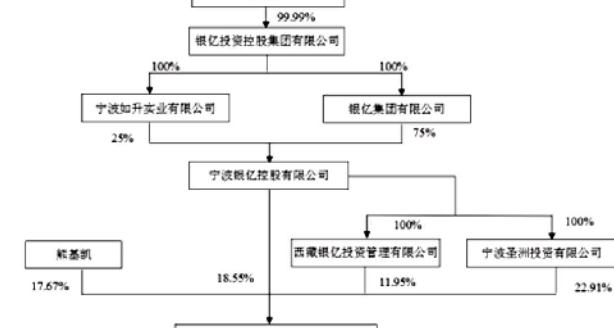 99.99%
银亿投资控股集团有限公司
100%
100%
宁波如升实业有限公司
银亿集团有限公司
25%
75%
宁波银亿控股有限公司
100%
100%
熊基凯
西藏银亿投资管理有限公司
宁波圣洲投资有限公司
17.67%
18.55%
11.95%
22.91%